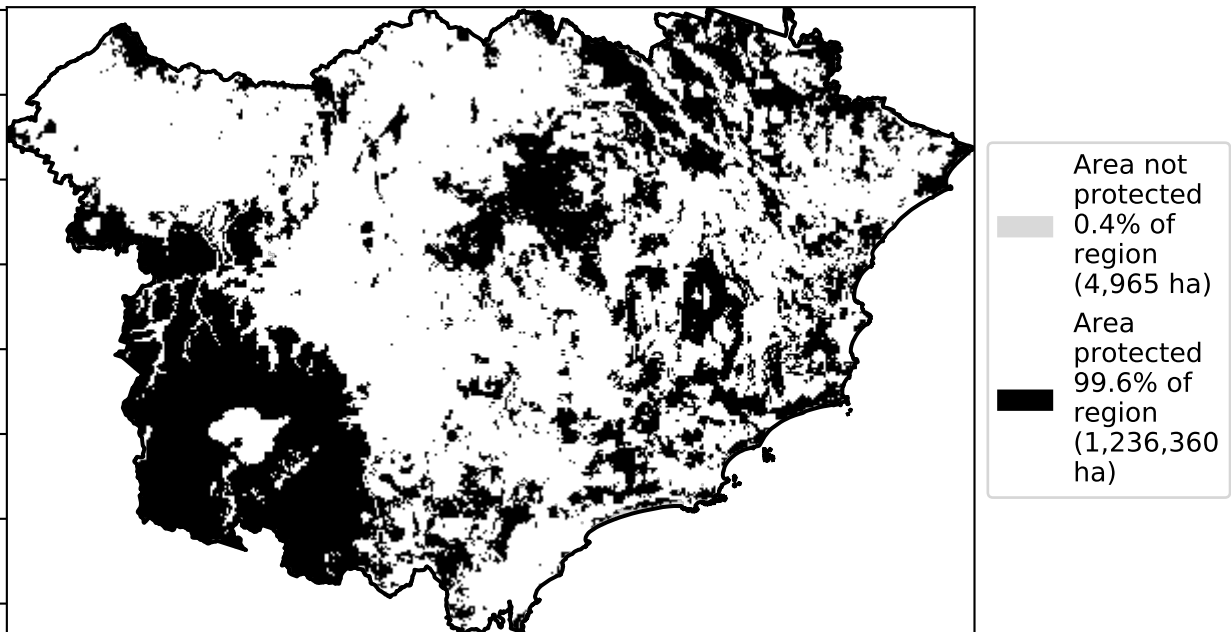 Area not
protected
0.4% of
region
(4,965 ha)
Area
protected
99.6% of
region
(1,236,360
ha)